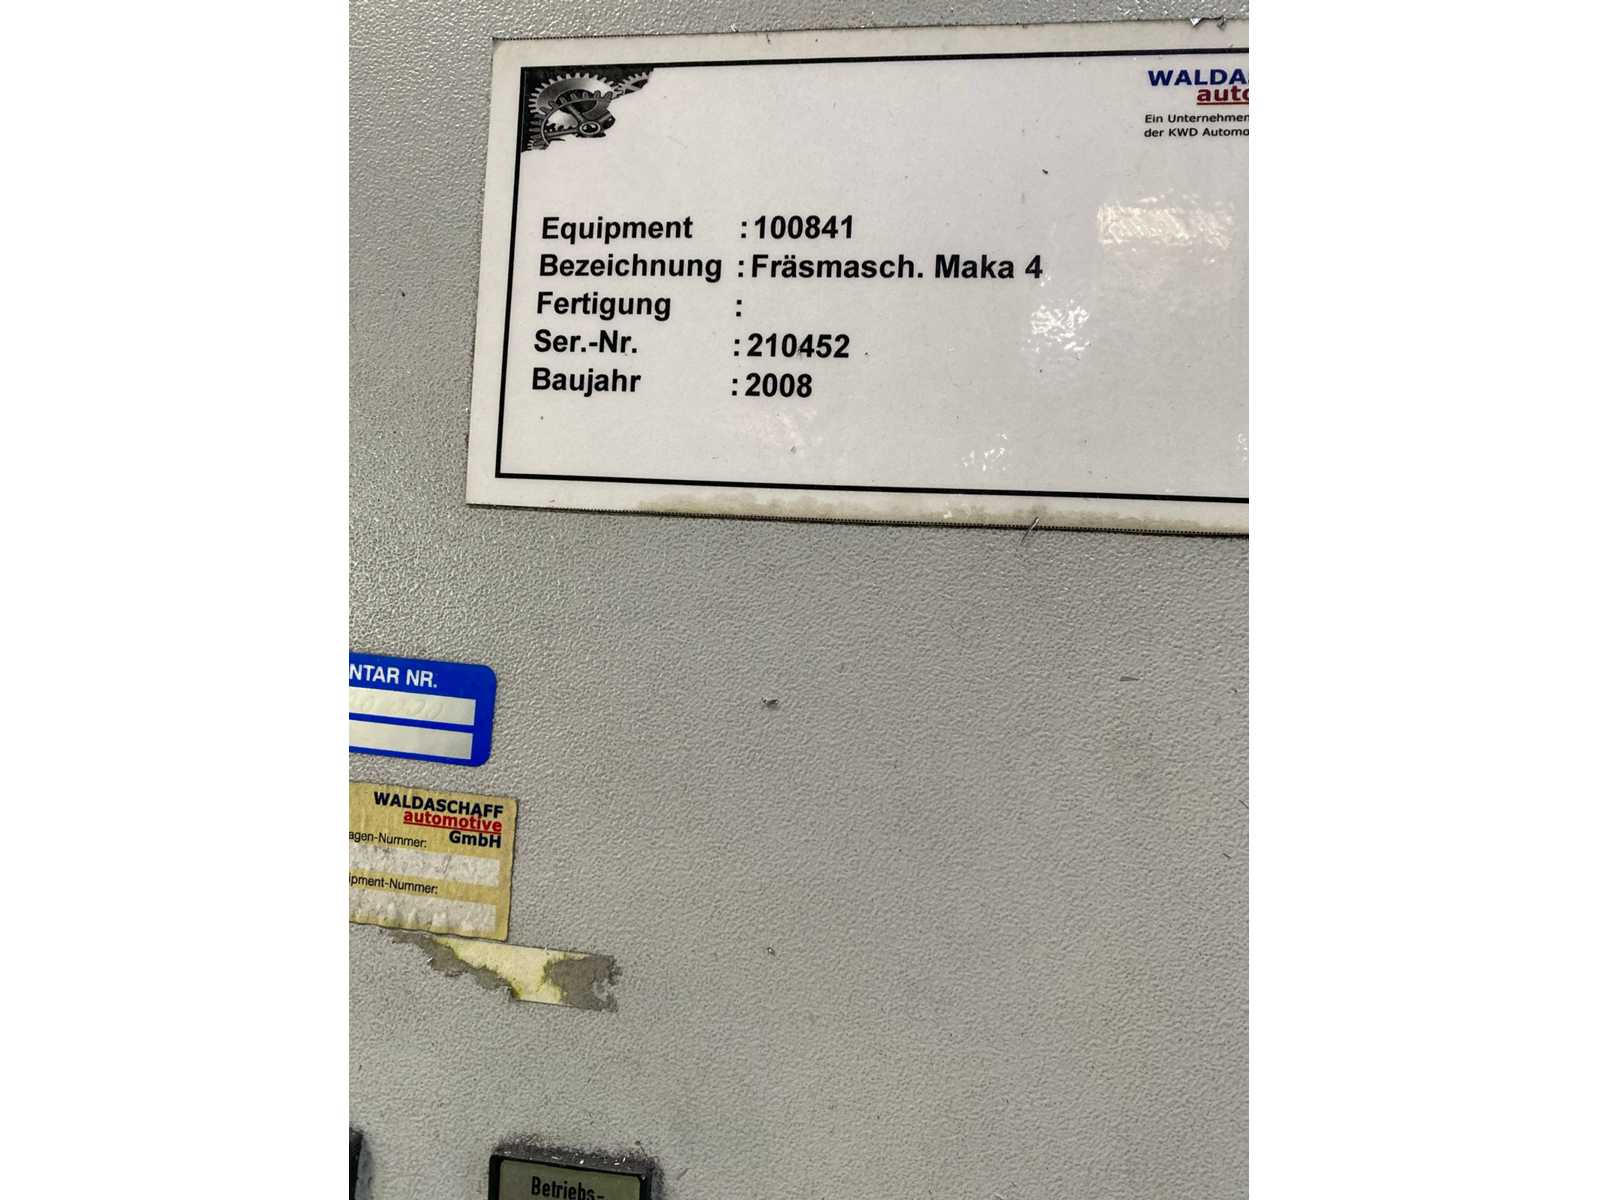 WALDA
auto
Ein Unternehmen
der KWD Automo
Equipment :100841
Bezeichnung :Fräsmasch. Maka 4
Fertigung :
Ser.-Nr. :210452
Baujahr :2008
NTAR NR.
WALDASCHAFF
automotive
GmbH
agen-Nummer:
ipment-Nummer:
Betriebs-